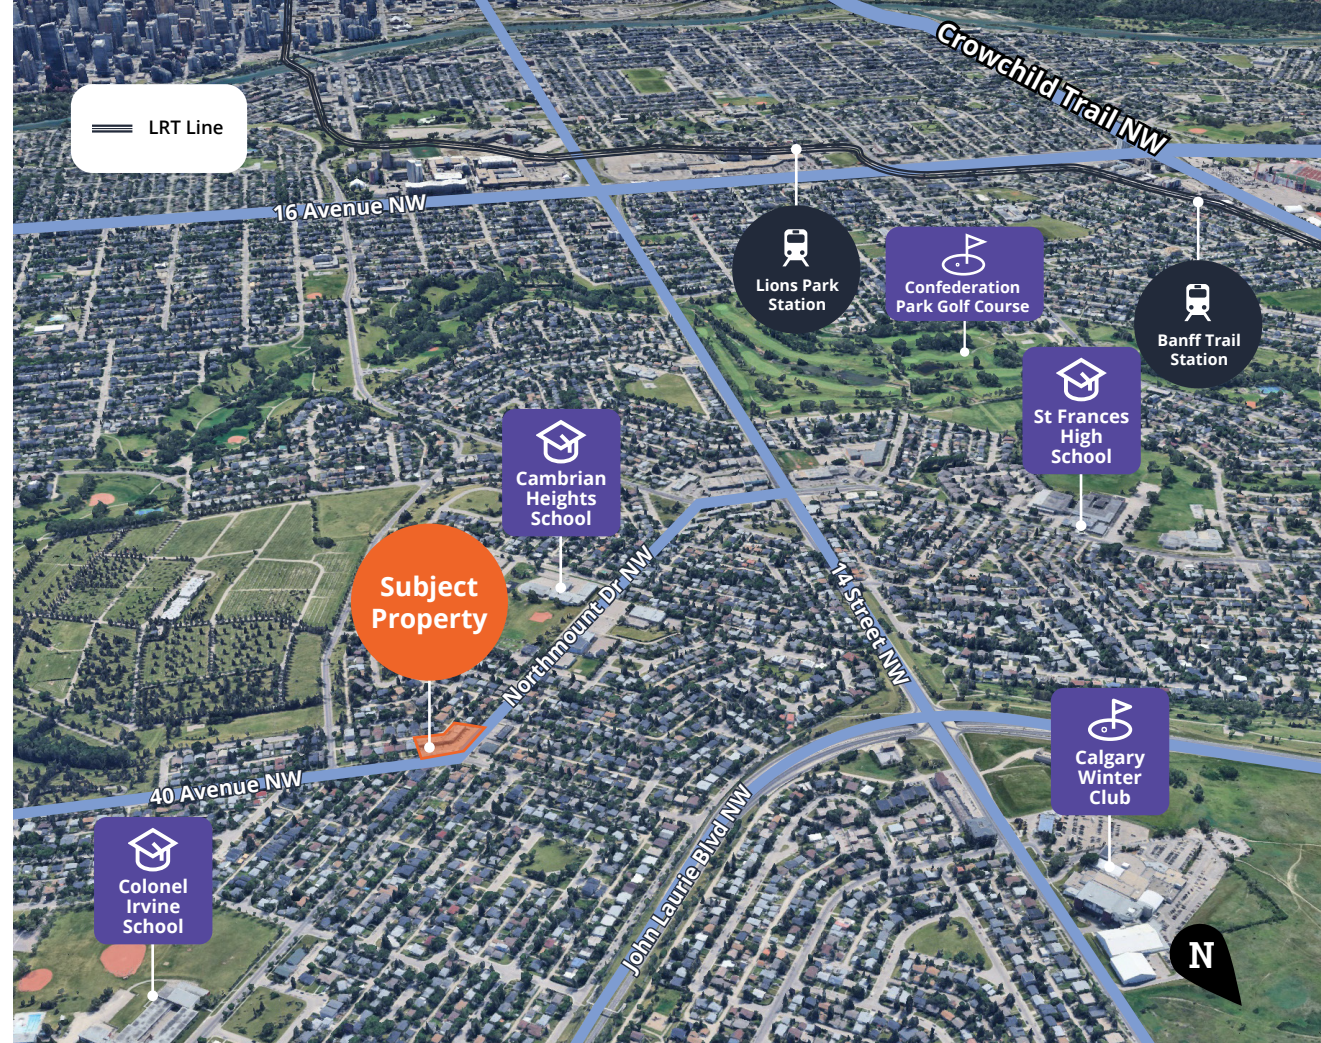 Crowchild Trail NW
LRT Line
16 Avenue NW
Lions Park
Station
Confederation
Park Golf Course
Banff Trail
Station
St Frances
High
School
Cambrian
Heights
School
Subject
Property
Northmount Dr NW
14 Street NW
40 Avenue NW
Calgary
Winter
Club
John Laurie Blvd NW
Colonel
Irvine
School
N